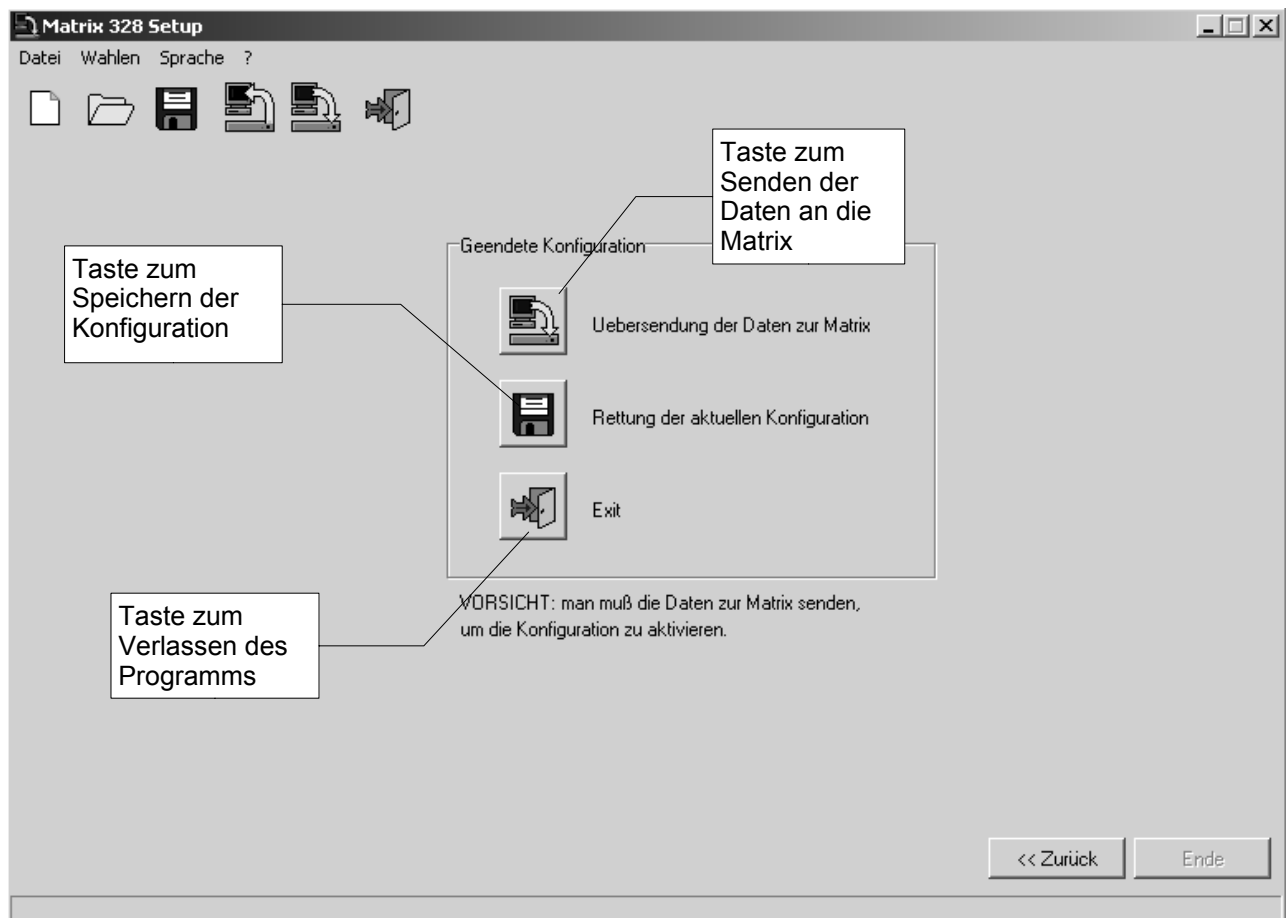 Matrix 328 Setup
Datei Wahlen Sprache ?
Taste zum
Senden der
Daten an die
Matrix
Geendete Konfiguration
Taste zum
Speichern der
Konfiguration
Uebersendung der Daten zur Matrix
Rettung der aktuellen Konfiguration
Exit
VORSICHT: man muß die Daten zur Matrix senden,
um die Konfiguration zu aktivieren.
Taste zum
Verlassen des
Programms
<< Zurück
Ende